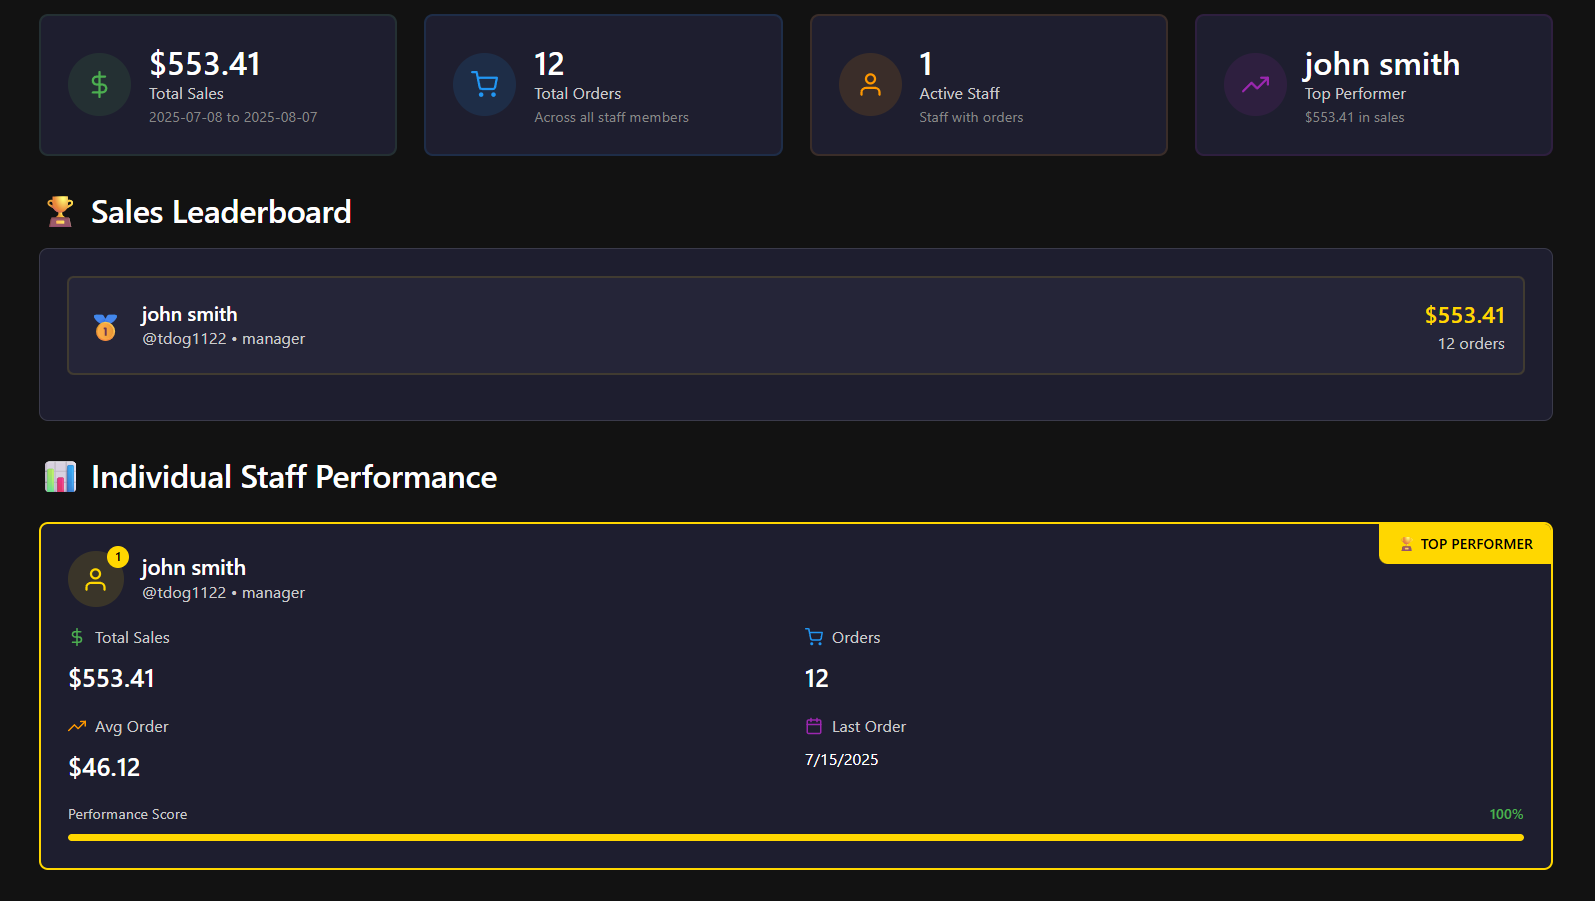 $553.41
Total Sales
2025-07-08 to 2025-08-07
12
Total Orders
Across all staff members
1
Active Staff
Staff with orders
john smith
Top Performer
$553.41 in sales
🏆 Sales Leaderboard
1
john smith
@tdog1122 • manager
$553.41
12 orders
📊 Individual Staff Performance
🏆 TOP PERFORMER
1
john smith
@tdog1122 • manager
Total Sales
$553.41
Orders
12
Avg Order
$46.12
Last Order
7/15/2025
Performance Score
100%